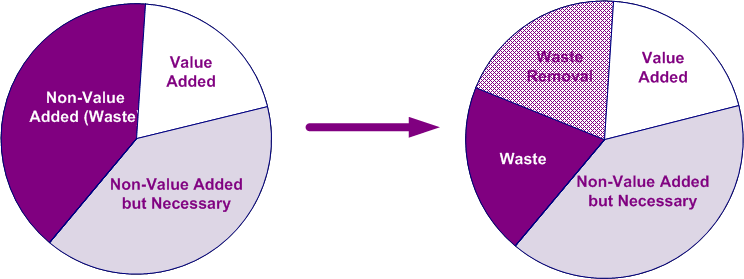 Non-Value
Added (Waste)
Value
Added
Non-Value Added
but Necessary
Waste
Removal
Value
Added
Waste
Non-Value Added
but Necessary